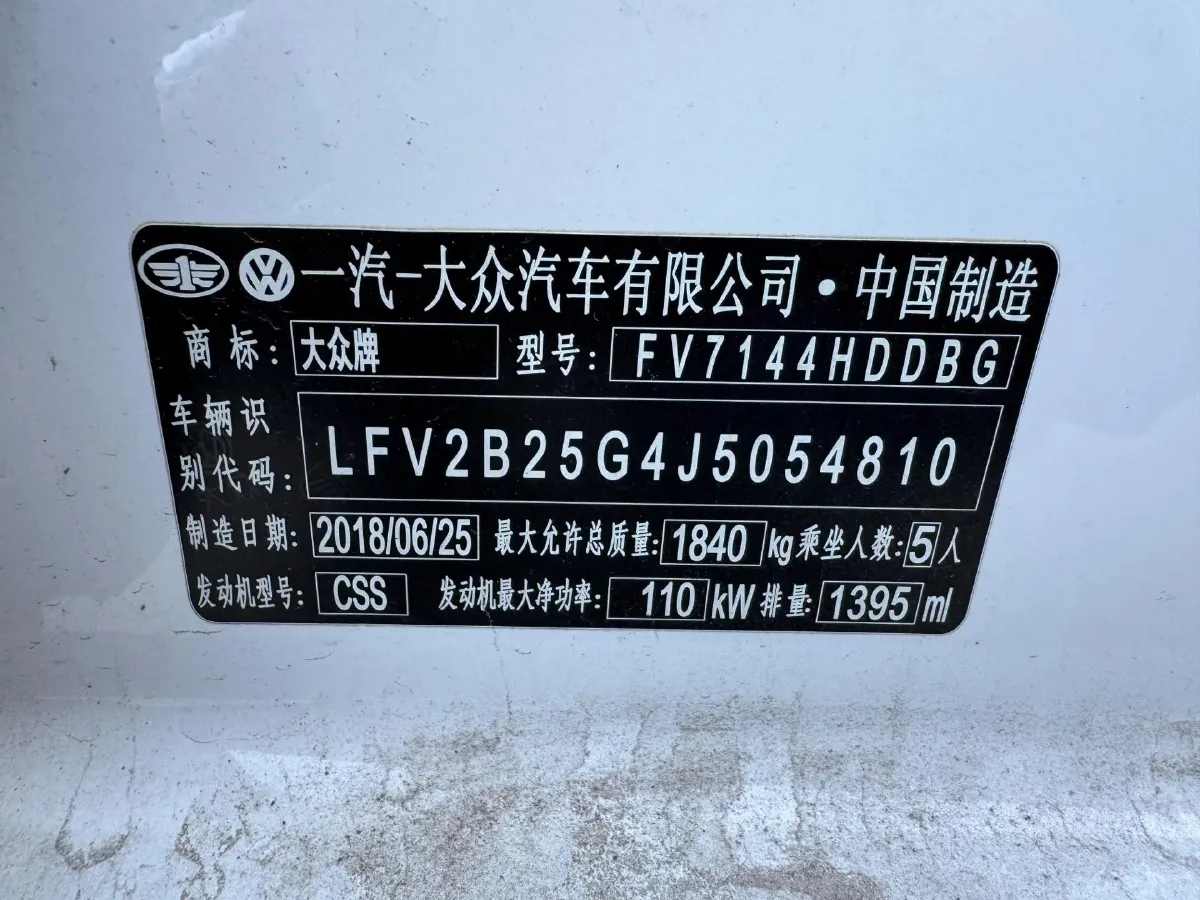 一汽-大众汽车有限公司·中国制造
商标: 大众牌 型号: FV7144HDDBG
车辆识
别代码: LFV2B25G4J5054810
制造日期: 2018/06/25 最大允许总质量: 1840 kg 乘坐人数: 5 人
发动机型号: CSS 发动机最大净功率: 110 kW 排量: 1395 ml